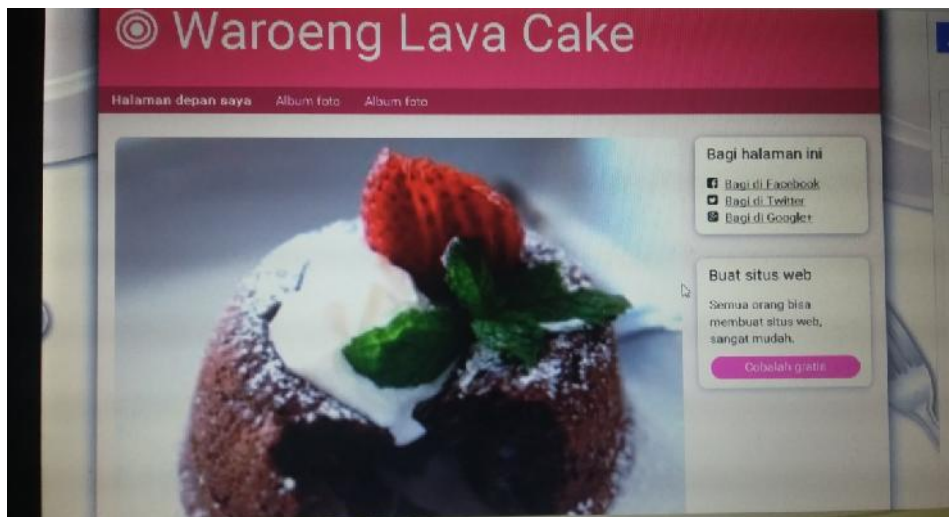 Waroeng Lava Cake
Halaman depan saya Album foto Album foto
Bagi halaman ini
Bagi di Facebook
Bagi di Twitter
Bagi di Google+
Buat situs web
Semua orang bisa
membuat situs web,
sangat mudah.
Cobalah gratis